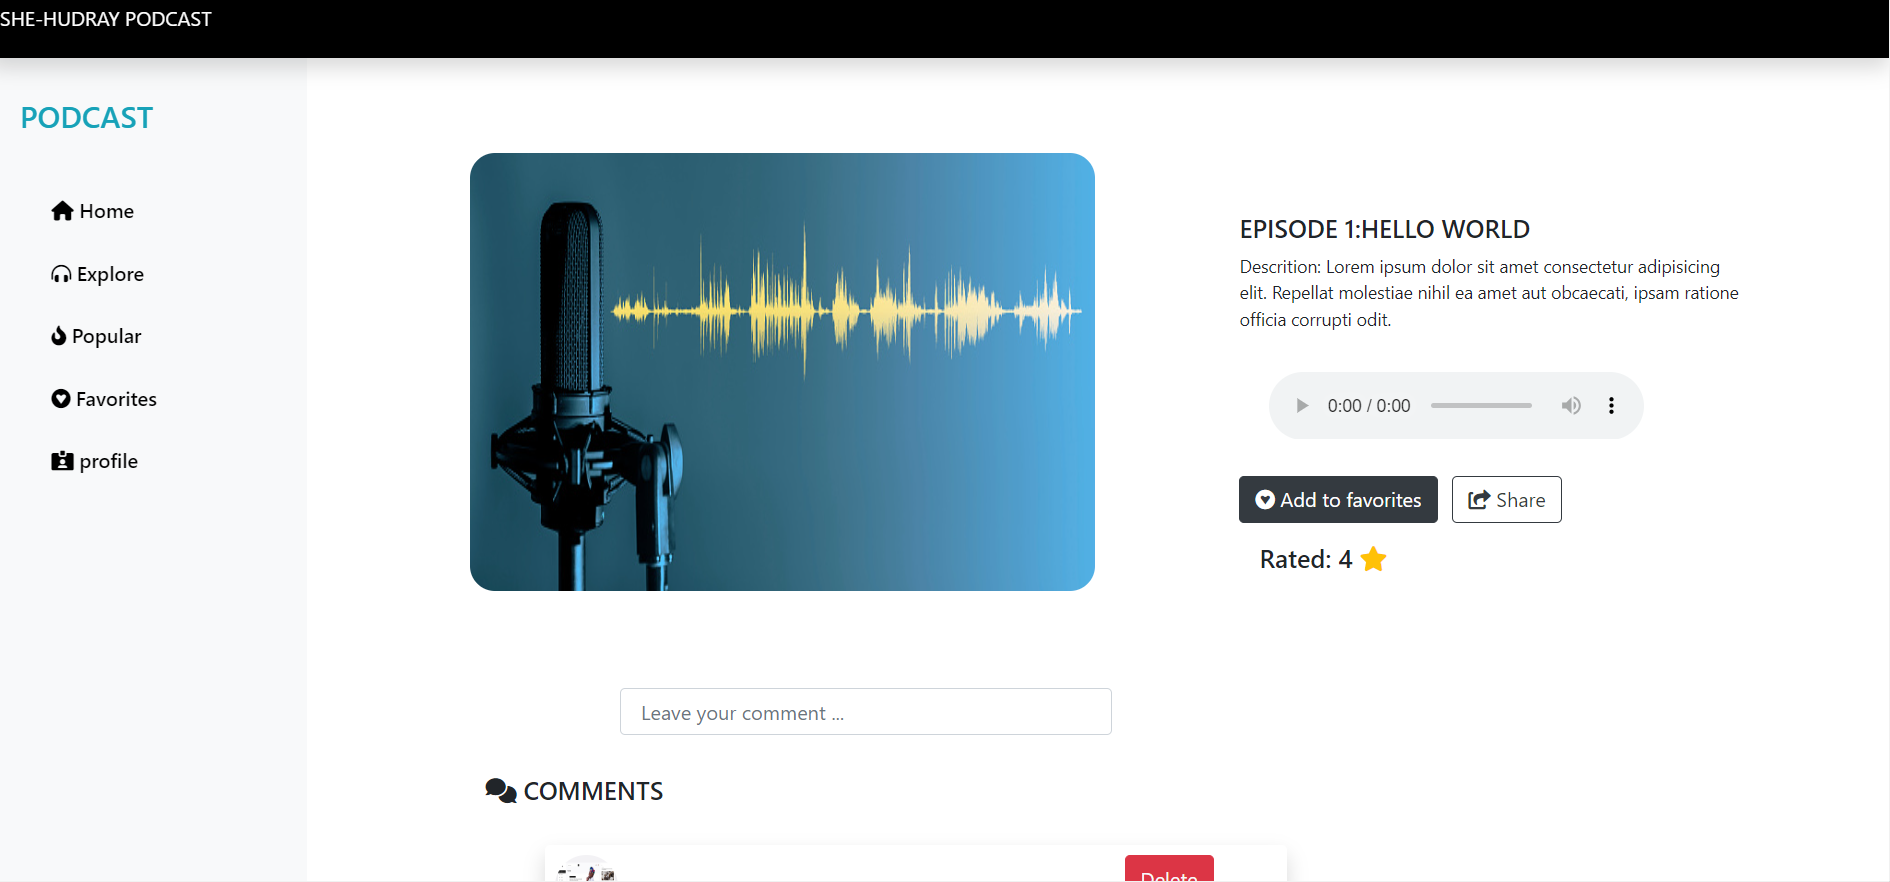 SHE-HUDRAY PODCAST
PODCAST
Home
Explore
Popular
Favorites
profile
EPISODE 1:HELLO WORLD
Descrition: Lorem ipsum dolor sit amet consectetur adipisicing
elit. Repellat molestiae nihil ea amet aut obcaecati, ipsam ratione
officia corrupti odit.
0:00 / 0:00
Add to favorites
Share
Rated: 4
Leave your comment ...
COMMENTS
Delete